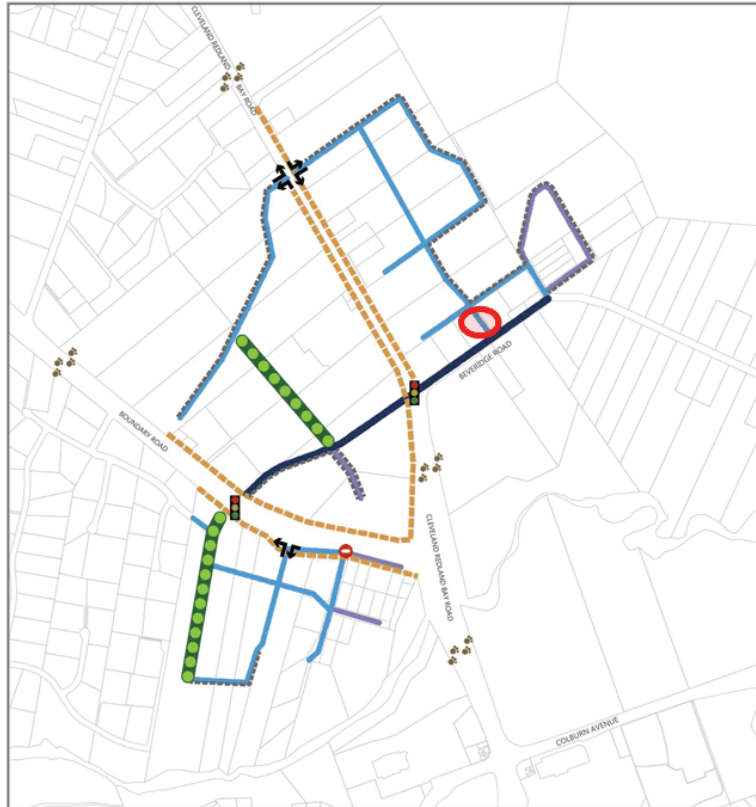 CLEVELAND REDLAND
BAY ROAD
BEVERIDGE ROAD
BOUNDARY ROAD
CLEVELAND REDLAND BAY ROAD
COLBURN AVENUE